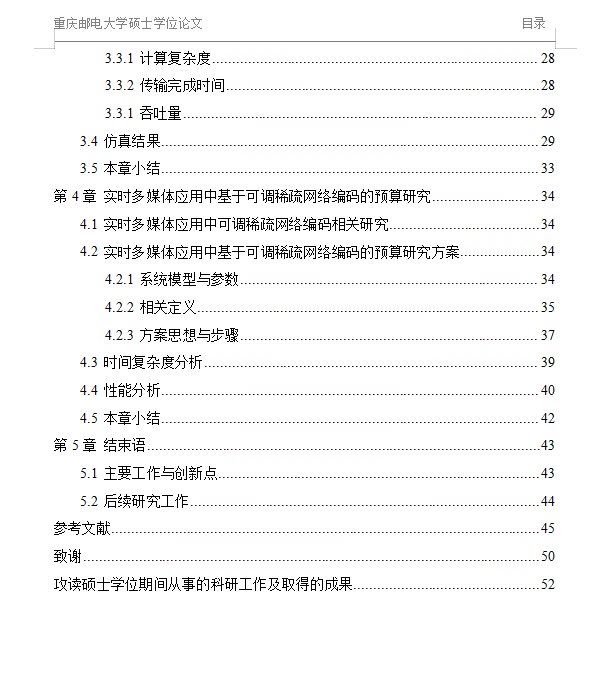 重庆邮电大学硕士学位论文 目录
3.3.1 计算复杂度 28
3.3.2 传输完成时间 28
3.3.1 吞吐量 29
3.4 仿真结果 29
3.5 本章小结 33
第 4 章 实时多媒体应用中基于可调稀疏网络编码的预算研究 34
4.1 实时多媒体应用中可调稀疏网络编码相关研究 34
4.2 实时多媒体应用中基于可调稀疏网络编码的预算研究方案 34
4.2.1 系统模型与参数 34
4.2.2 相关定义 35
4.2.3 方案思想与步骤 37
4.3 时间复杂度分析 39
4.4 性能分析 40
4.5 本章小结 42
第 5 章 结束语 43
5.1 主要工作与创新点 43
5.2 后续研究工作 44
参考文献 45
致谢 50
攻读硕士学位期间从事的科研工作及取得的成果 52